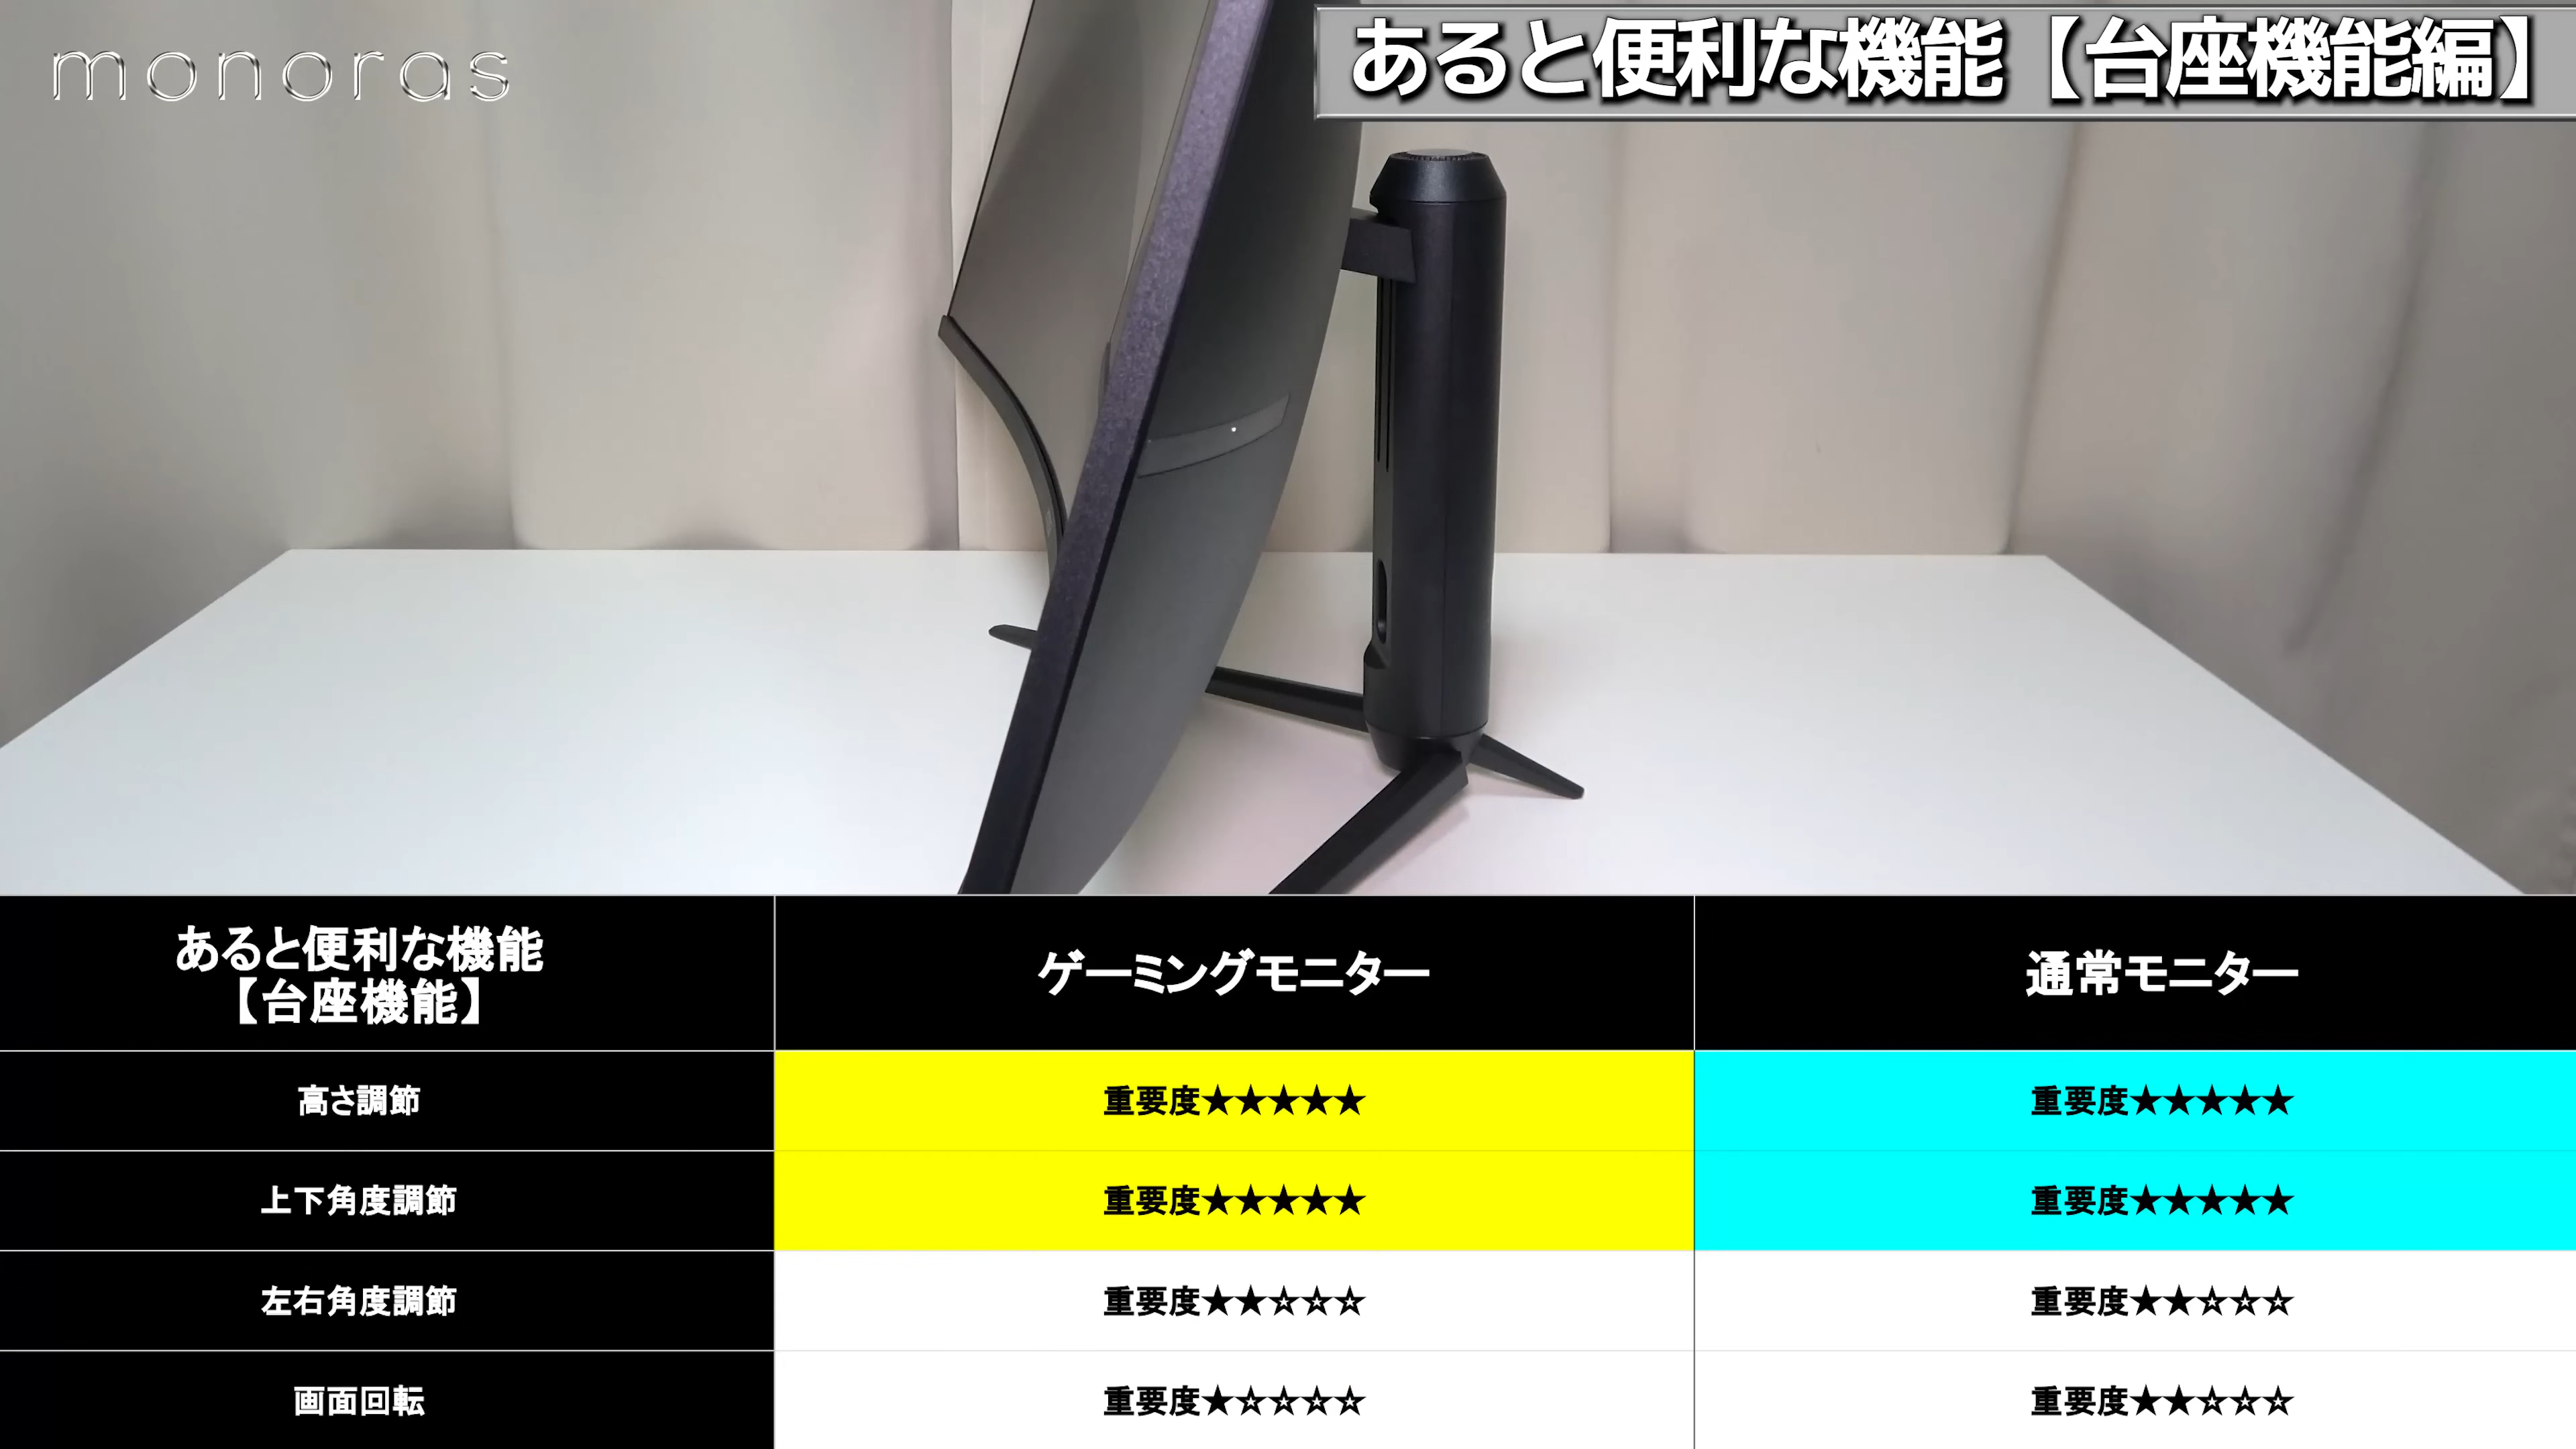 monoras
あると便利な機能【台座機能編】
あると便利な機能
【台座機能】
ゲーミングモニター
通常モニター
高さ調節
重要度★★★★★
重要度★★★★★
上下角度調節
重要度★★★★★
重要度★★★★★
左右角度調節
重要度★★☆☆☆
重要度★★☆☆☆
画面回転
重要度★☆☆☆☆
重要度★★☆☆☆